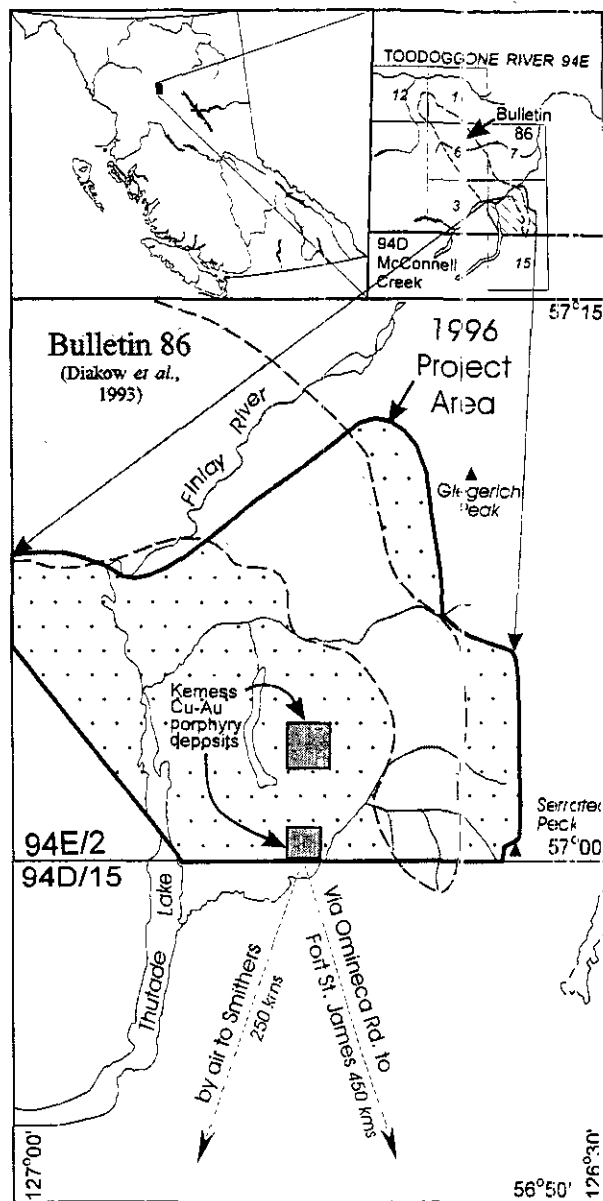 TOODOGGONE RIVER 94E
12
1
Bulletin
86
6
7
3
2
94D
McConnell
Creek
15
57°15'
Bulletin 86
(Diakow et al.,
1993)
1996
Project
Area
Finlay River
Giegerich
Peak
Kemess
Cu-Au
porphyry
deposits
Serrated
Peak
94E/2
57°00'
94D/15
Thutade Lake
by air to Smithers
250 kms
Via Omineca Rd. to
Fort St. James 450 kms
127°00'
56°50'
126°30'